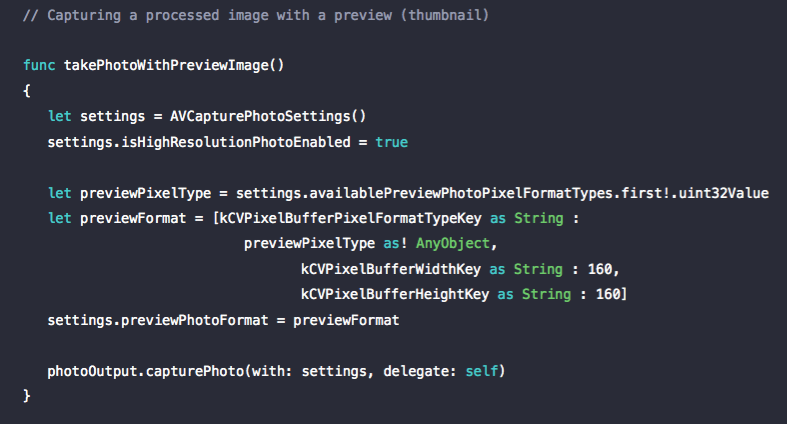 // Capturing a processed image with a preview (thumbnail)
func takePhotoWithPreviewImage()
{
let settings = AVCapturePhotoSettings()
settings.isHighResolutionPhotoEnabled = true
let previewPixelType = settings.availablePreviewPhotoPixelFormatTypes.first!.uint32Value
let previewFormat = [kCVPixelBufferPixelFormatTypeKey as String :
previewPixelType as! AnyObject,
kCVPixelBufferWidthKey as String : 160,
kCVPixelBufferHeightKey as String : 160]
settings.previewPhotoFormat = previewFormat
photoOutput.capturePhoto(with: settings, delegate: self)
}